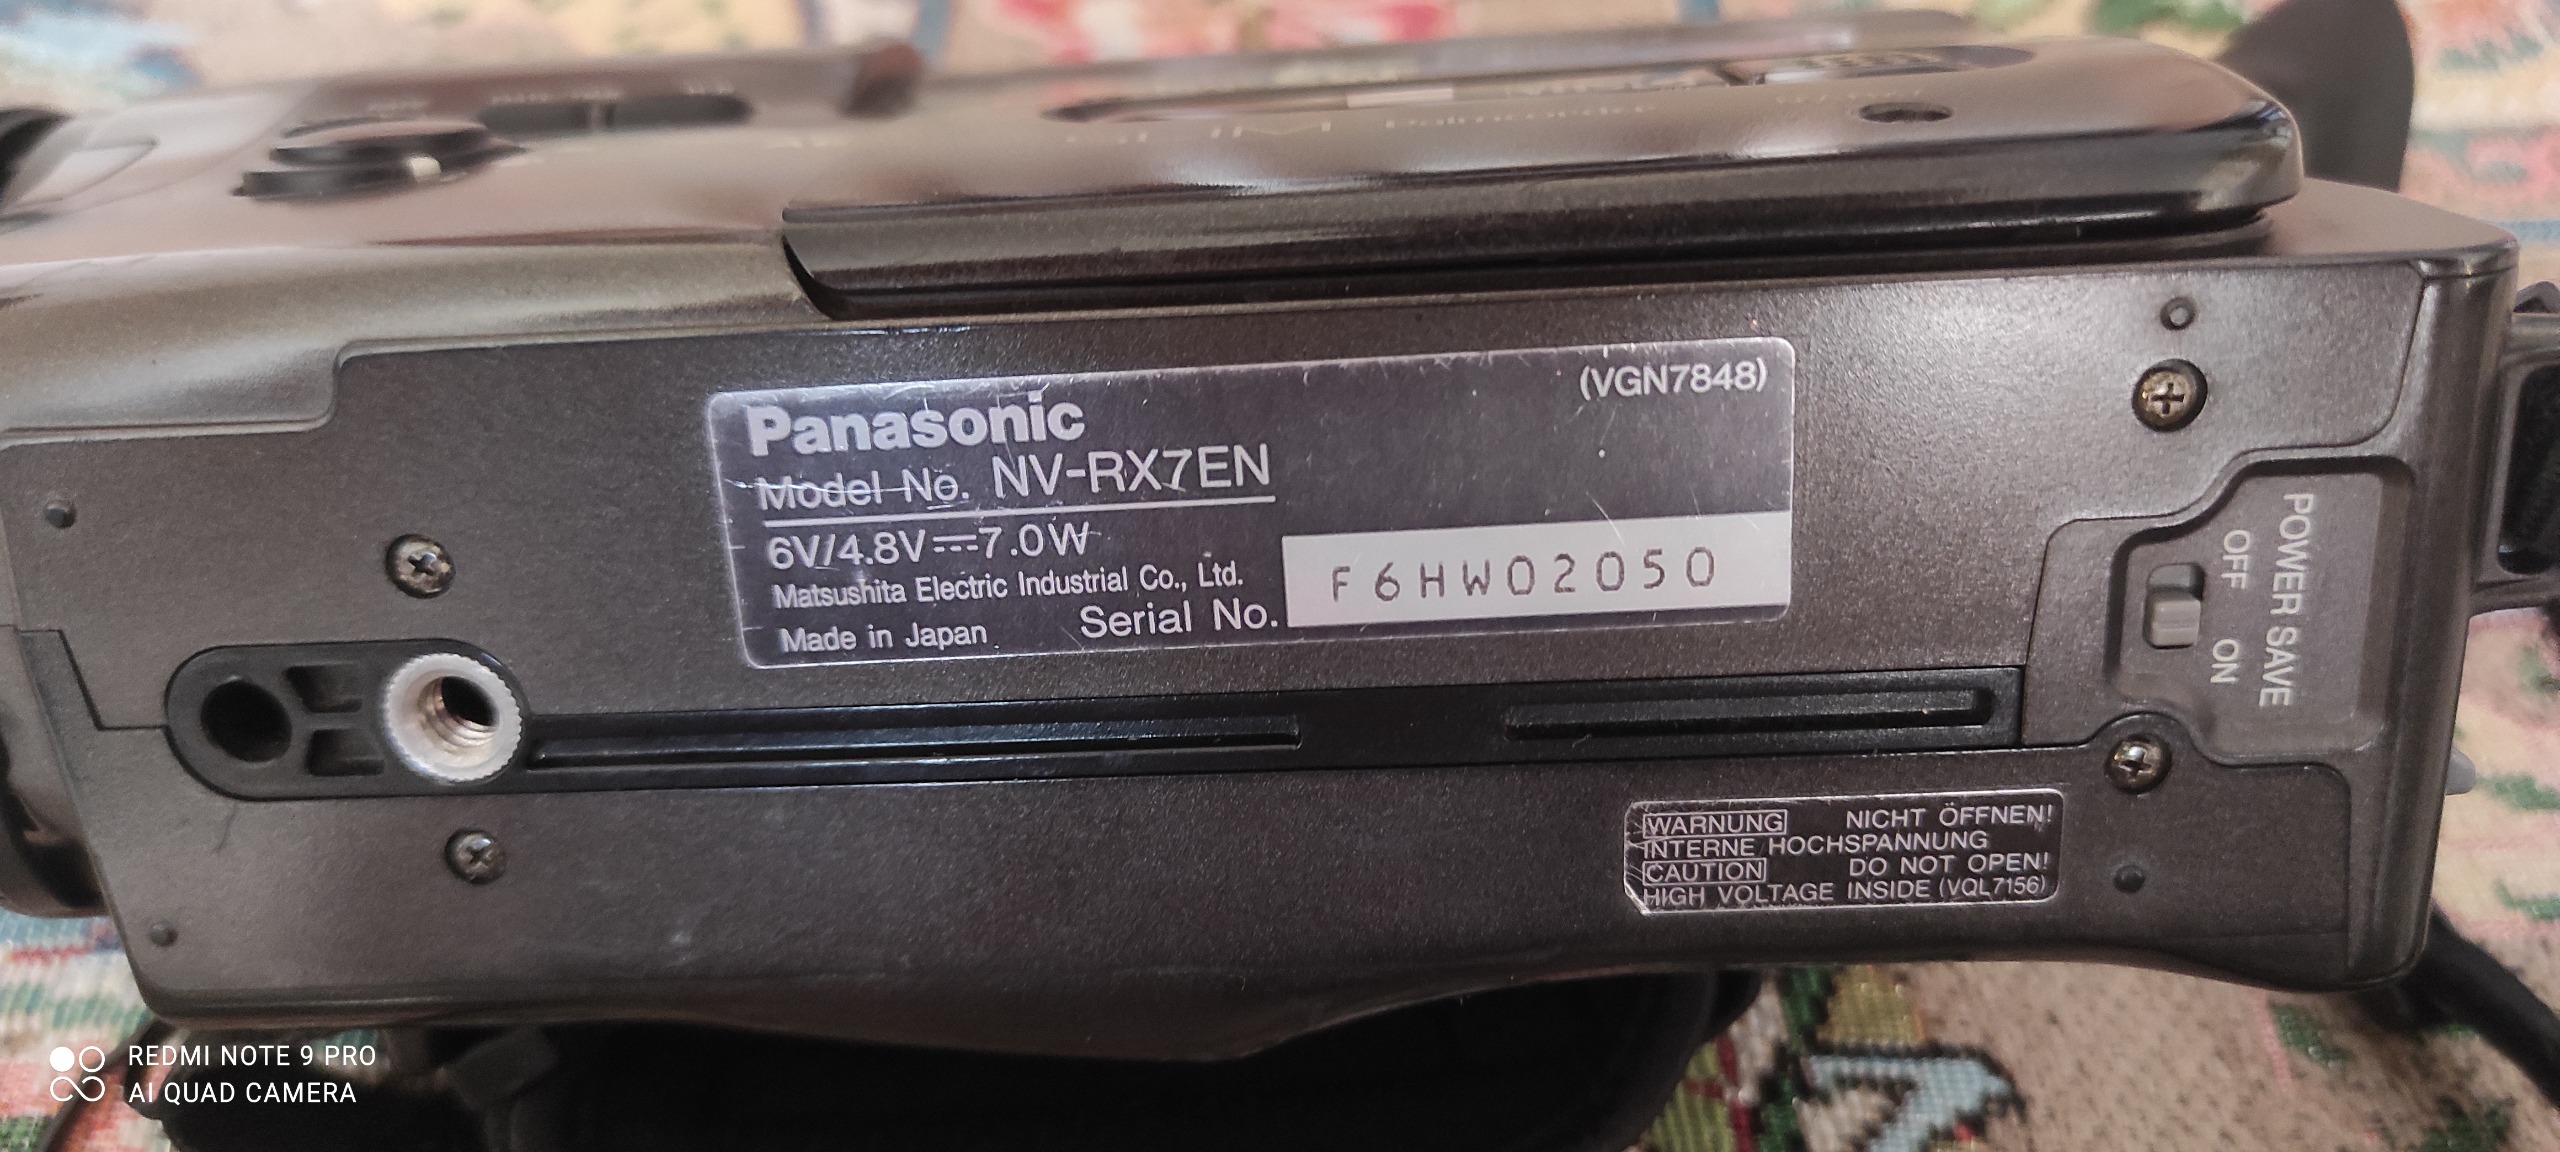 Palmcorder
(VGN7848)
Panasonic
Model No. NV-RX7EN
6V/4.8V⎓7.0W
Matsushita Electric Industrial Co., Ltd.
Made in Japan
Serial No. F6HW02050
POWER SAVE
OFF ON
WARNUNG NICHT ÖFFNEN!
INTERNE HOCHSPANNUNG
CAUTION DO NOT OPEN!
HIGH VOLTAGE INSIDE (VQL7156)
REDMI NOTE 9 PRO
AI QUAD CAMERA